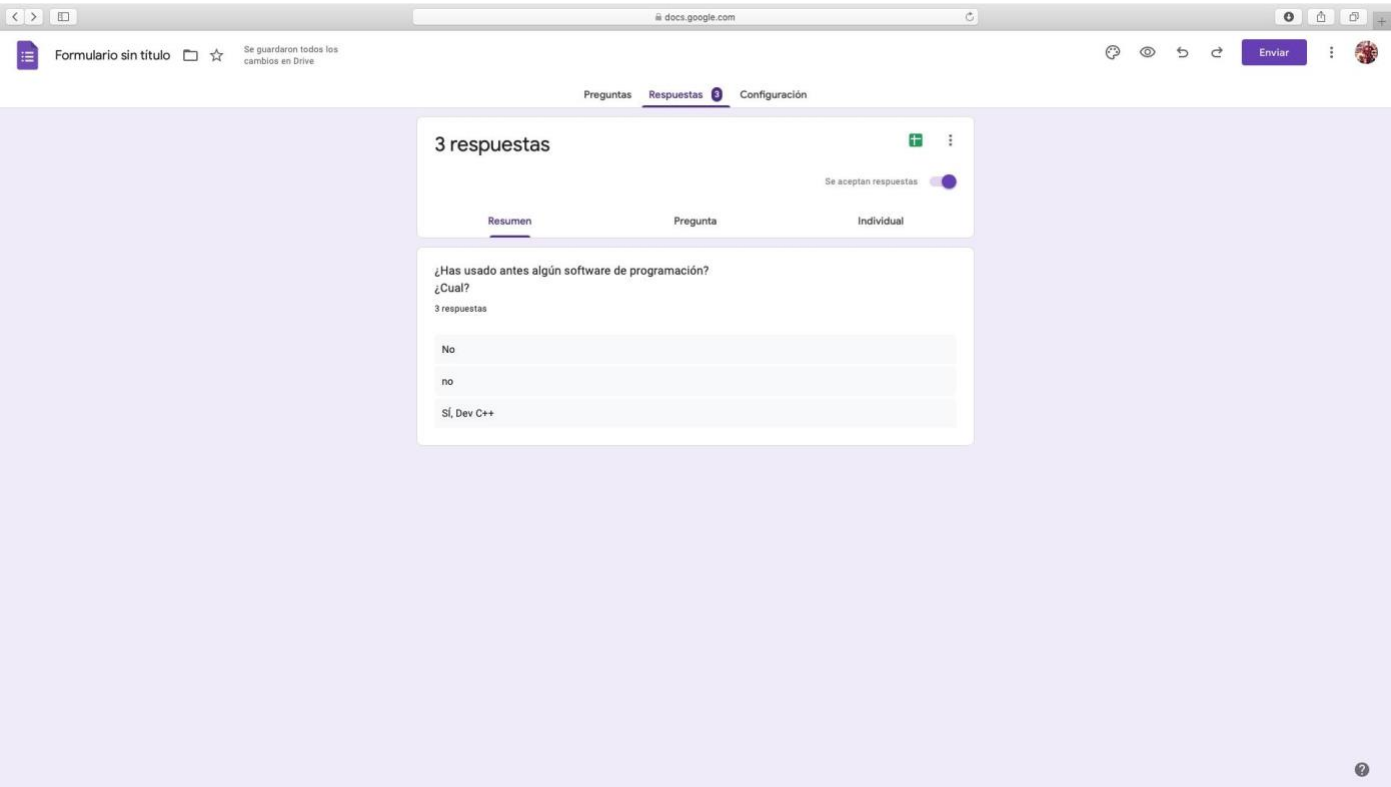 docs.google.com
Formulario sin título
Se guardaron todos los
cambios en Drive
Enviar
Preguntas Respuestas 3 Configuración
3 respuestas
Se aceptan respuestas
Resumen Pregunta Individual
¿Has usado antes algún software de programación?
¿Cual?
3 respuestas
No
no
SÍ, Dev C++